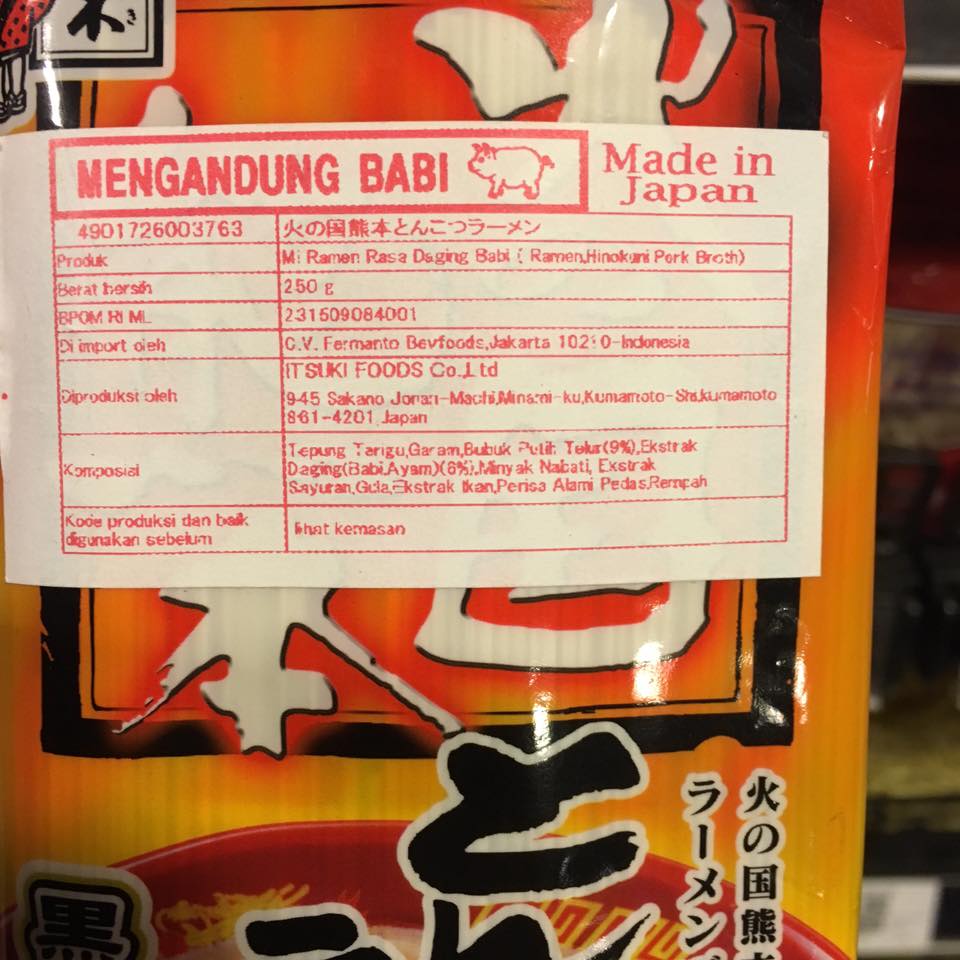 MENGANDUNG BABI
Made in
Japan
4901726003763 火の国熊本とんこつラーメン
Produk Mi Ramen Rasa Daging Babi ( Ramen,Hinokuni Pork Broth)
Berat bersih 250 g
BPOM RI ML 231509084001
Di import oleh C.V. Fermanto Bevfoods,Jakarta 10210-Indonesia
Diproduksi oleh ITSUKI FOODS Co.,Ltd
945 Sakano Jonan-Machi,Minami-ku,Kumamoto-Shi,kumamoto
861-4201,Japan
Komposisi Tepung Terigu,Garam,Bubuk Putih Telur(9%),Ekstrak
Daging(Babi,Ayam)(6%),Minyak Nabati, Exstrak
Sayuran,Gula,Ekstrak Ikan,Perisa Alami Pedas,Rempah
Kode produksi dan baik
digunakan sebelum lihat kemasan
と
火の国熊本
ラーメン
黒